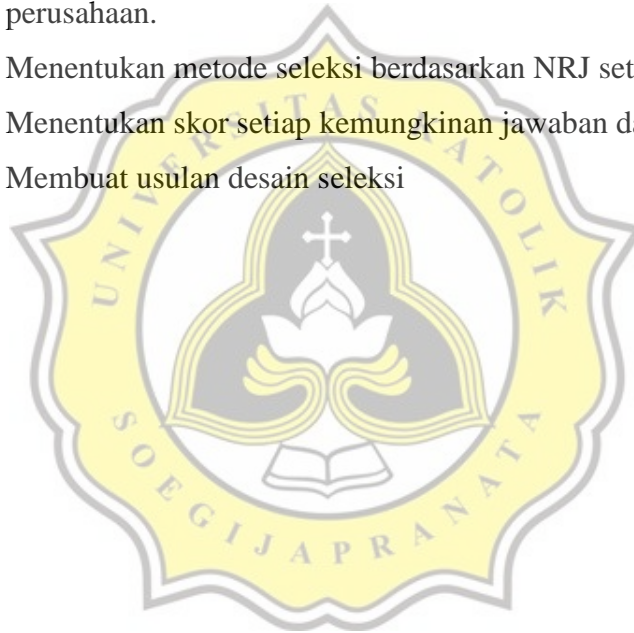 perusahaan.
Menentukan metode seleksi berdasarkan NRJ set
Menentukan skor setiap kemungkinan jawaban da
Membuat usulan desain seleksi
UNIVERSITAS KATOLIK
SOEGIJAPRANATA